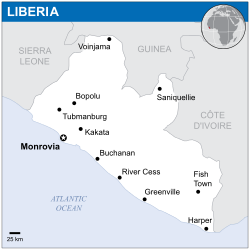 LIBERIA
SIERRA
LEONE
GUINEA
Voinjama
Bopolu
Saniquellie
Tubmanburg
Kakata
CÔTE
D'IVOIRE
Monrovia
Buchanan
River Cess
Fish
Town
ATLANTIC
OCEAN
Greenville
Harper
25 km